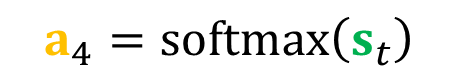 a₄ = softmax(sₜ)